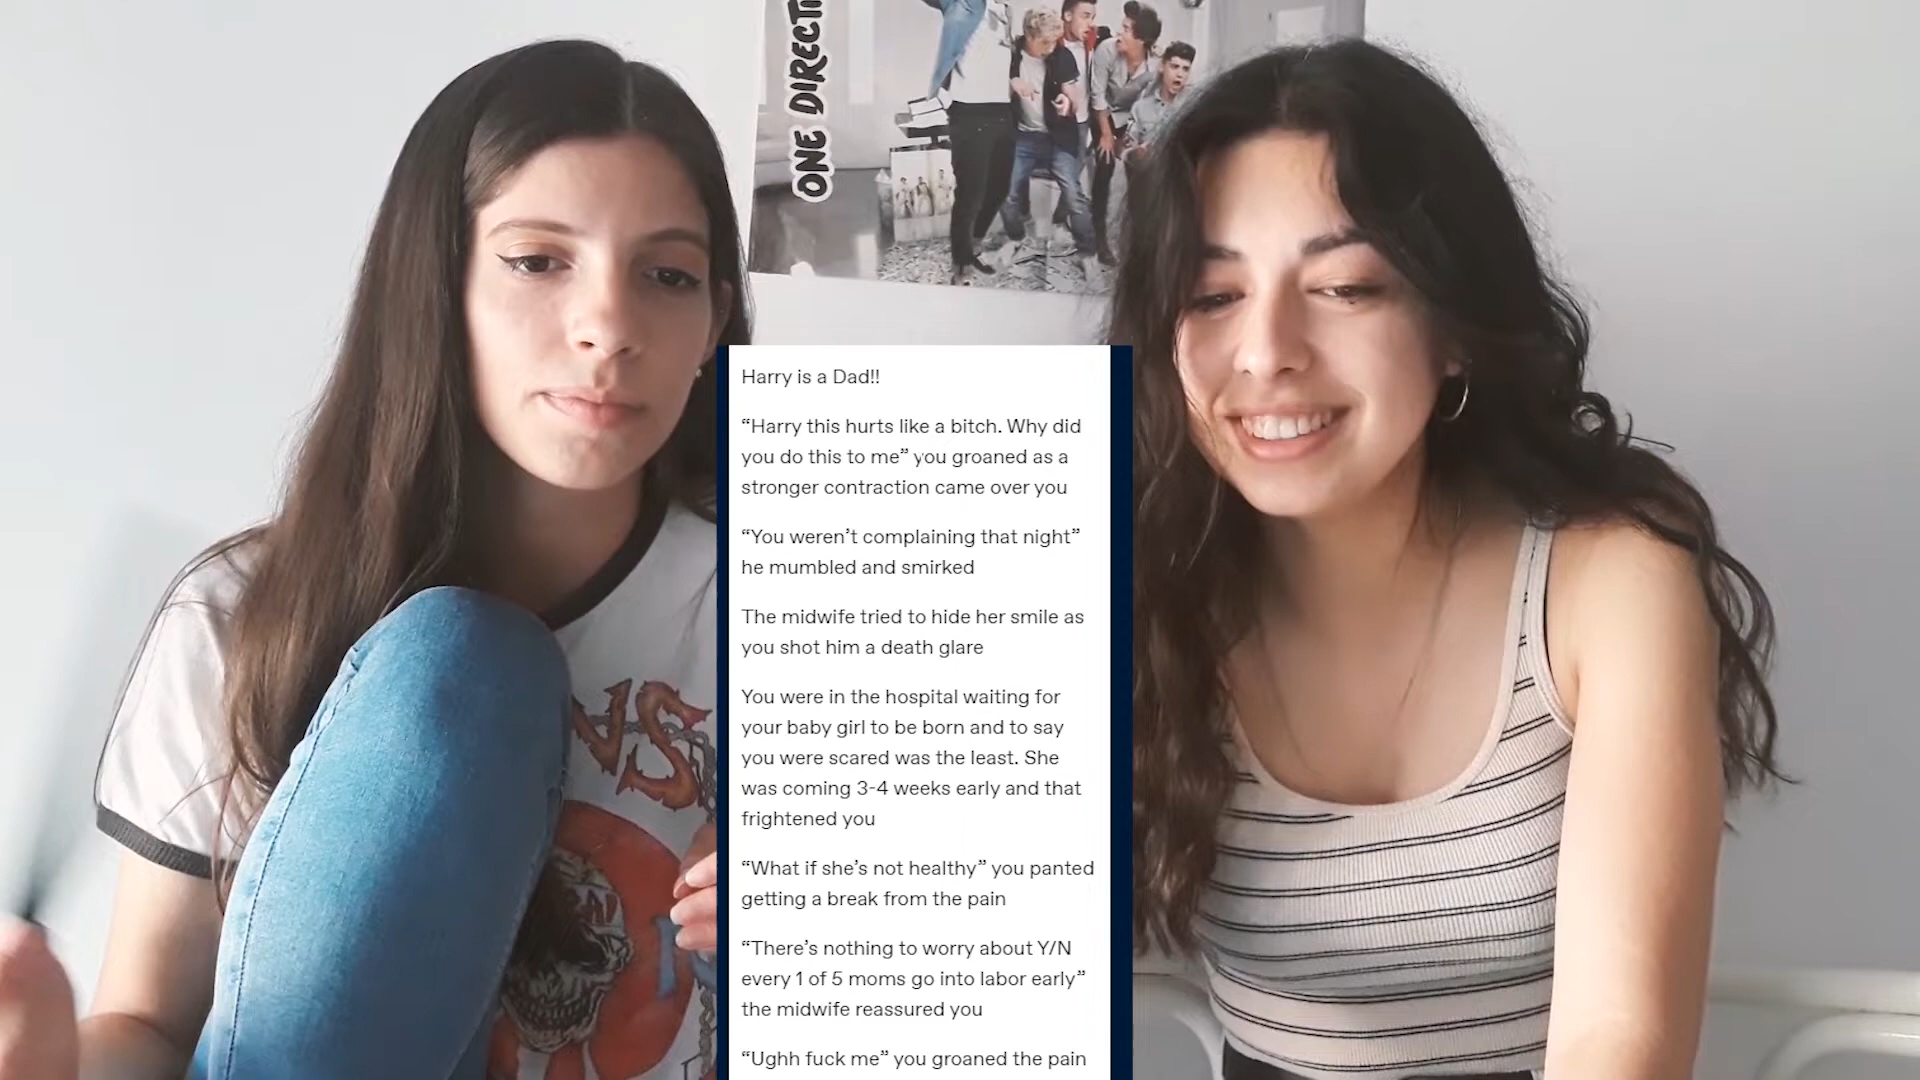 ONE DIRECTI
Harry is a Dad!!
“Harry this hurts like a bitch. Why did
you do this to me” you groaned as a
stronger contraction came over you
“You weren’t complaining that night”
he mumbled and smirked
The midwife tried to hide her smile as
you shot him a death glare
You were in the hospital waiting for
your baby girl to be born and to say
you were scared was the least. She
was coming 3-4 weeks early and that
frightened you
“What if she’s not healthy” you panted
getting a break from the pain
“There’s nothing to worry about Y/N
every 1 of 5 moms go into labor early”
the midwife reassured you
“Ughh fuck me” you groaned the pain
NS